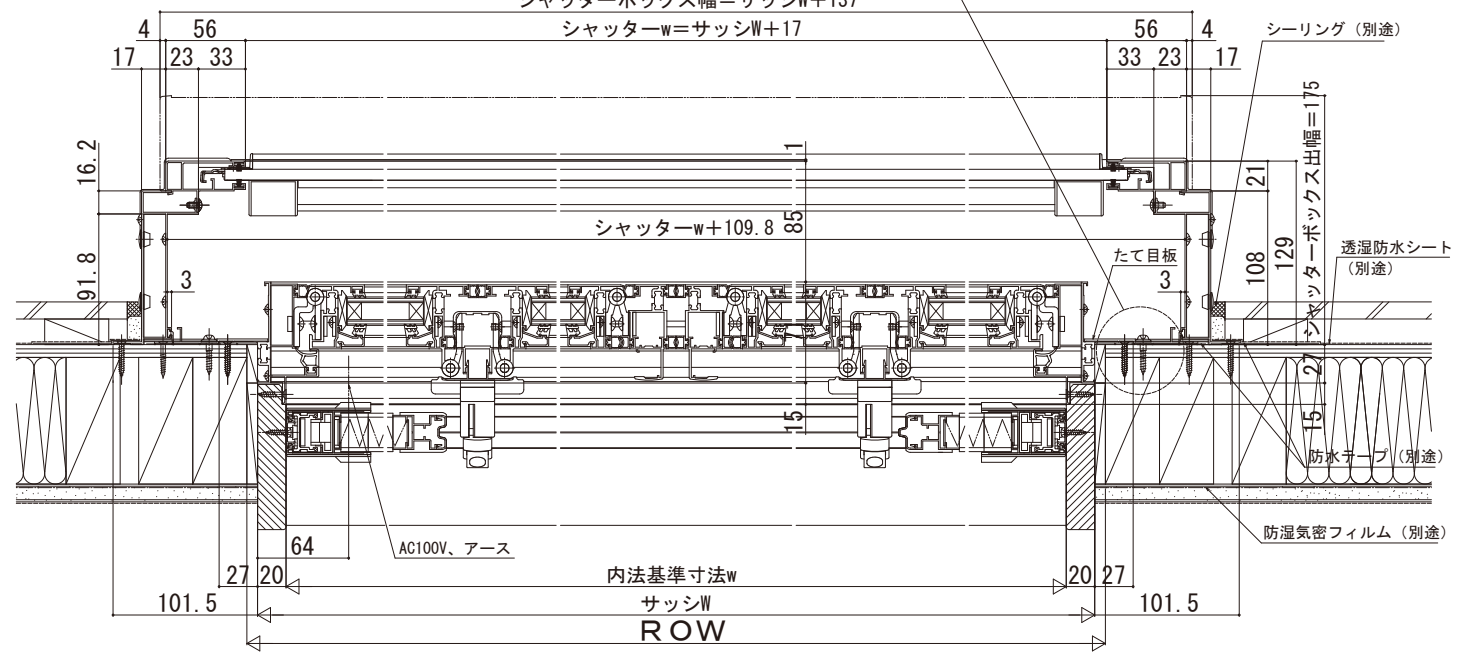 シャッターボックス幅=サッシW+137
4 56 シャッターw=サッシW+17 56 4
シーリング（別途）
17 23 33 33 23 17
シャッターボックス出幅=175
16.2
1
21
シャッターw+109.8
85
129
108
透湿防水シート
（別途）
たて目板
91.8
3
3
27
15
15
防水テープ（別途）
防湿気密フィルム（別途）
64
AC100V、アース
27 20 内法基準寸法w 20 27
101.5 サッシW 101.5
ROW